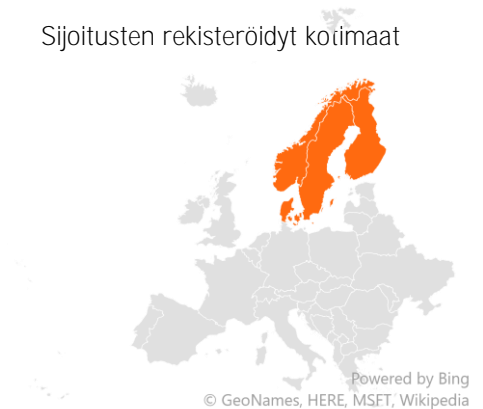 Sijoitusten rekisteröidyt kotimaat
Powered by Bing
© GeoNames, HERE, MSFT, Wikipedia